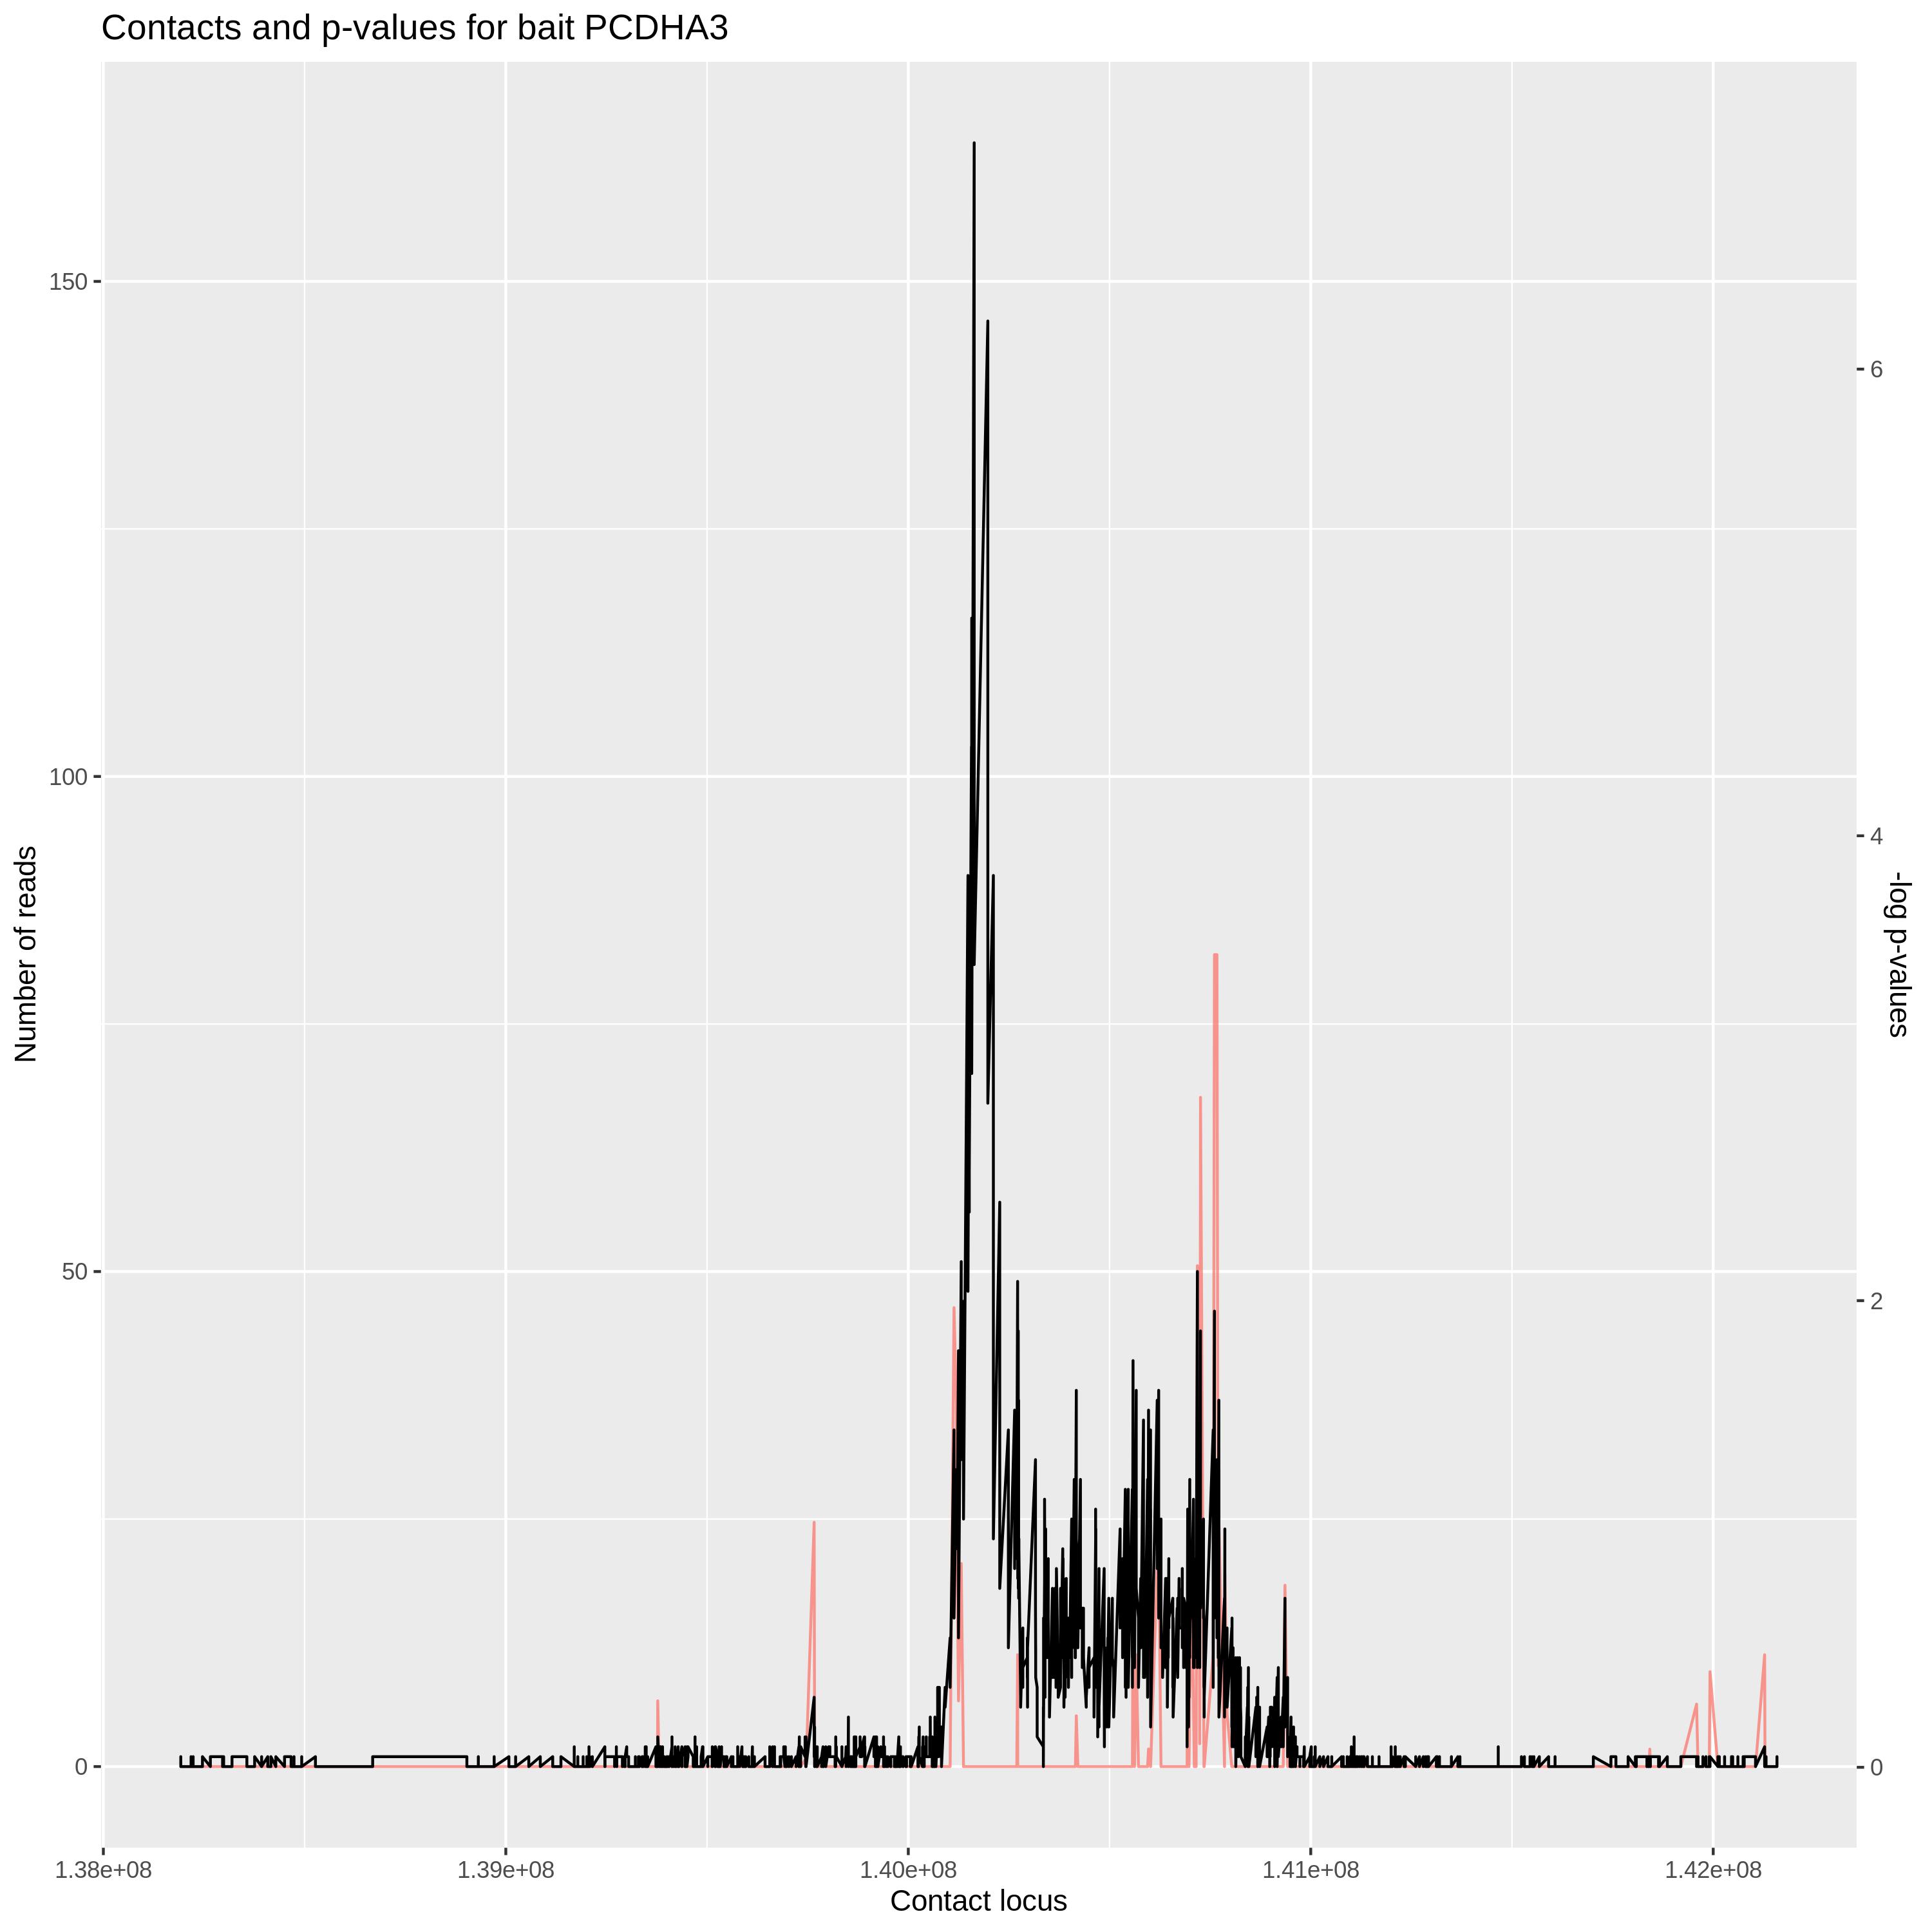 Contacts and p-values for bait PCDHA3
150
100
50
0
Number of reads
6
4
2
0
-log p-values
1.38e+08 1.39e+08 1.40e+08 1.41e+08 1.42e+08
Contact locus